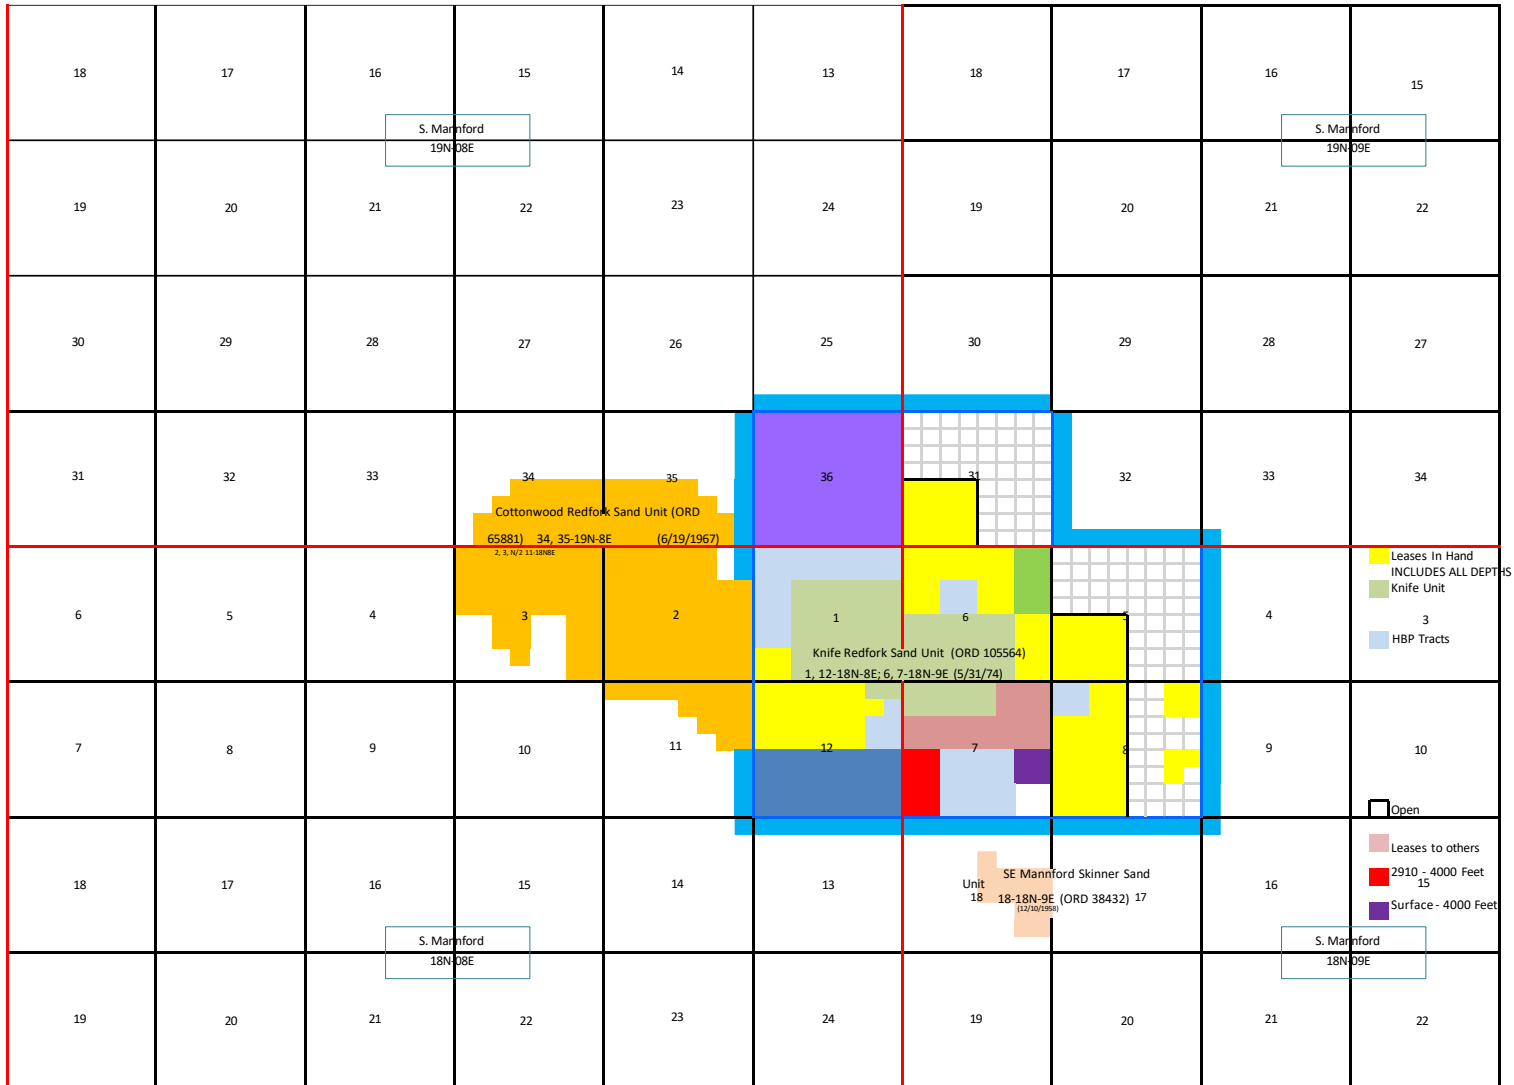 18 17 16 15 14 13 18 17 16 15
S. Mannford
19N-08E
S. Mannford
19N-09E
19 20 21 22 23 24 19 20 21 22
30 29 28 27 26 25 30 29 28 27
31 32 33 34 35 36 31 32 33 34
Cottonwood Redfork Sand Unit (ORD
65881) 34, 35-19N-8E (6/19/1967)
2, 3, N/2 11-18N8E
6 5 4 3 2 1 6 5 4 3
Knife Redfork Sand Unit (ORD 105564)
1, 12-18N-8E; 6, 7-18N-9E (5/31/74)
Leases In Hand
INCLUDES ALL DEPTHS
Knife Unit
HBP Tracts
7 8 9 10 11 12 7 8 9 10
Open
Leases to others
2910 - 4000 Feet
Surface - 4000 Feet
18 17 16 15 14 13 18 17 16 15
SE Mannford Skinner Sand
Unit
18-18N-9E (ORD 38432)
(12/10/1958)
S. Mannford
18N-08E
S. Mannford
18N-09E
19 20 21 22 23 24 19 20 21 22